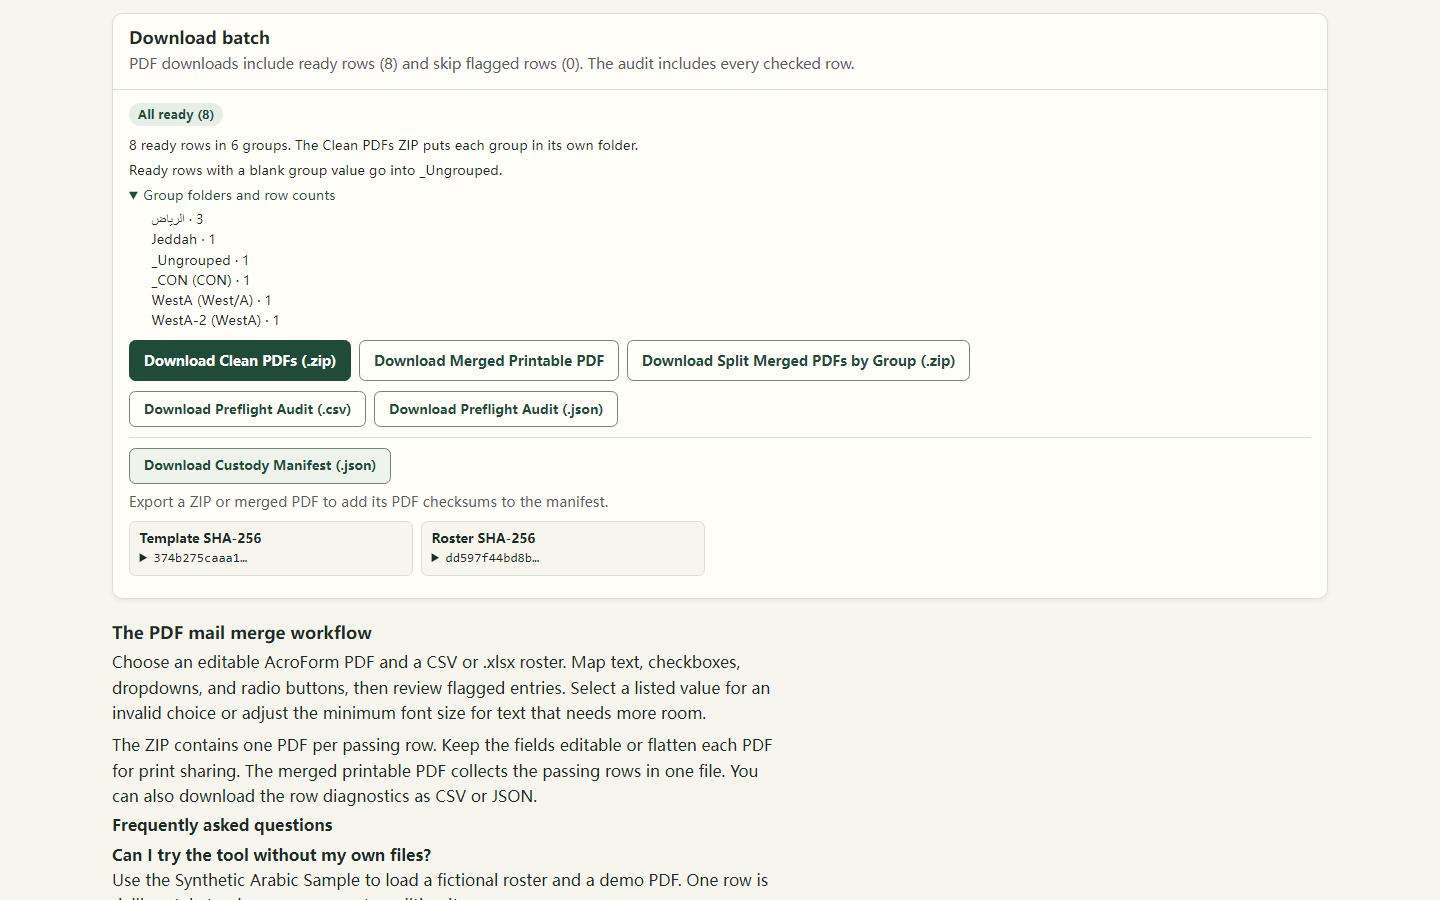 Download batch
PDF downloads include ready rows (8) and skip flagged rows (0). The audit includes every checked row.
All ready (8)
8 ready rows in 6 groups. The Clean PDFs ZIP puts each group in its own folder.
Ready rows with a blank group value go into _Ungrouped.
▼ Group folders and row counts
الرياض · 3
Jeddah · 1
_Ungrouped · 1
_CON (CON) · 1
WestA (West/A) · 1
WestA-2 (WestA) · 1
Download Clean PDFs (.zip) Download Merged Printable PDF Download Split Merged PDFs by Group (.zip)
Download Preflight Audit (.csv) Download Preflight Audit (.json)
Download Custody Manifest (.json)
Export a ZIP or merged PDF to add its PDF checksums to the manifest.
Template SHA-256
▶ 374b275caaa1…
Roster SHA-256
▶ dd597f44bd8b…
The PDF mail merge workflow
Choose an editable AcroForm PDF and a CSV or .xlsx roster. Map text, checkboxes,
dropdowns, and radio buttons, then review flagged entries. Select a listed value for an
invalid choice or adjust the minimum font size for text that needs more room.
The ZIP contains one PDF per passing row. Keep the fields editable or flatten each PDF
for print sharing. The merged printable PDF collects the passing rows in one file. You
can also download the row diagnostics as CSV or JSON.
Frequently asked questions
Can I try the tool without my own files?
Use the Synthetic Arabic Sample to load a fictional roster and a demo PDF. One row is